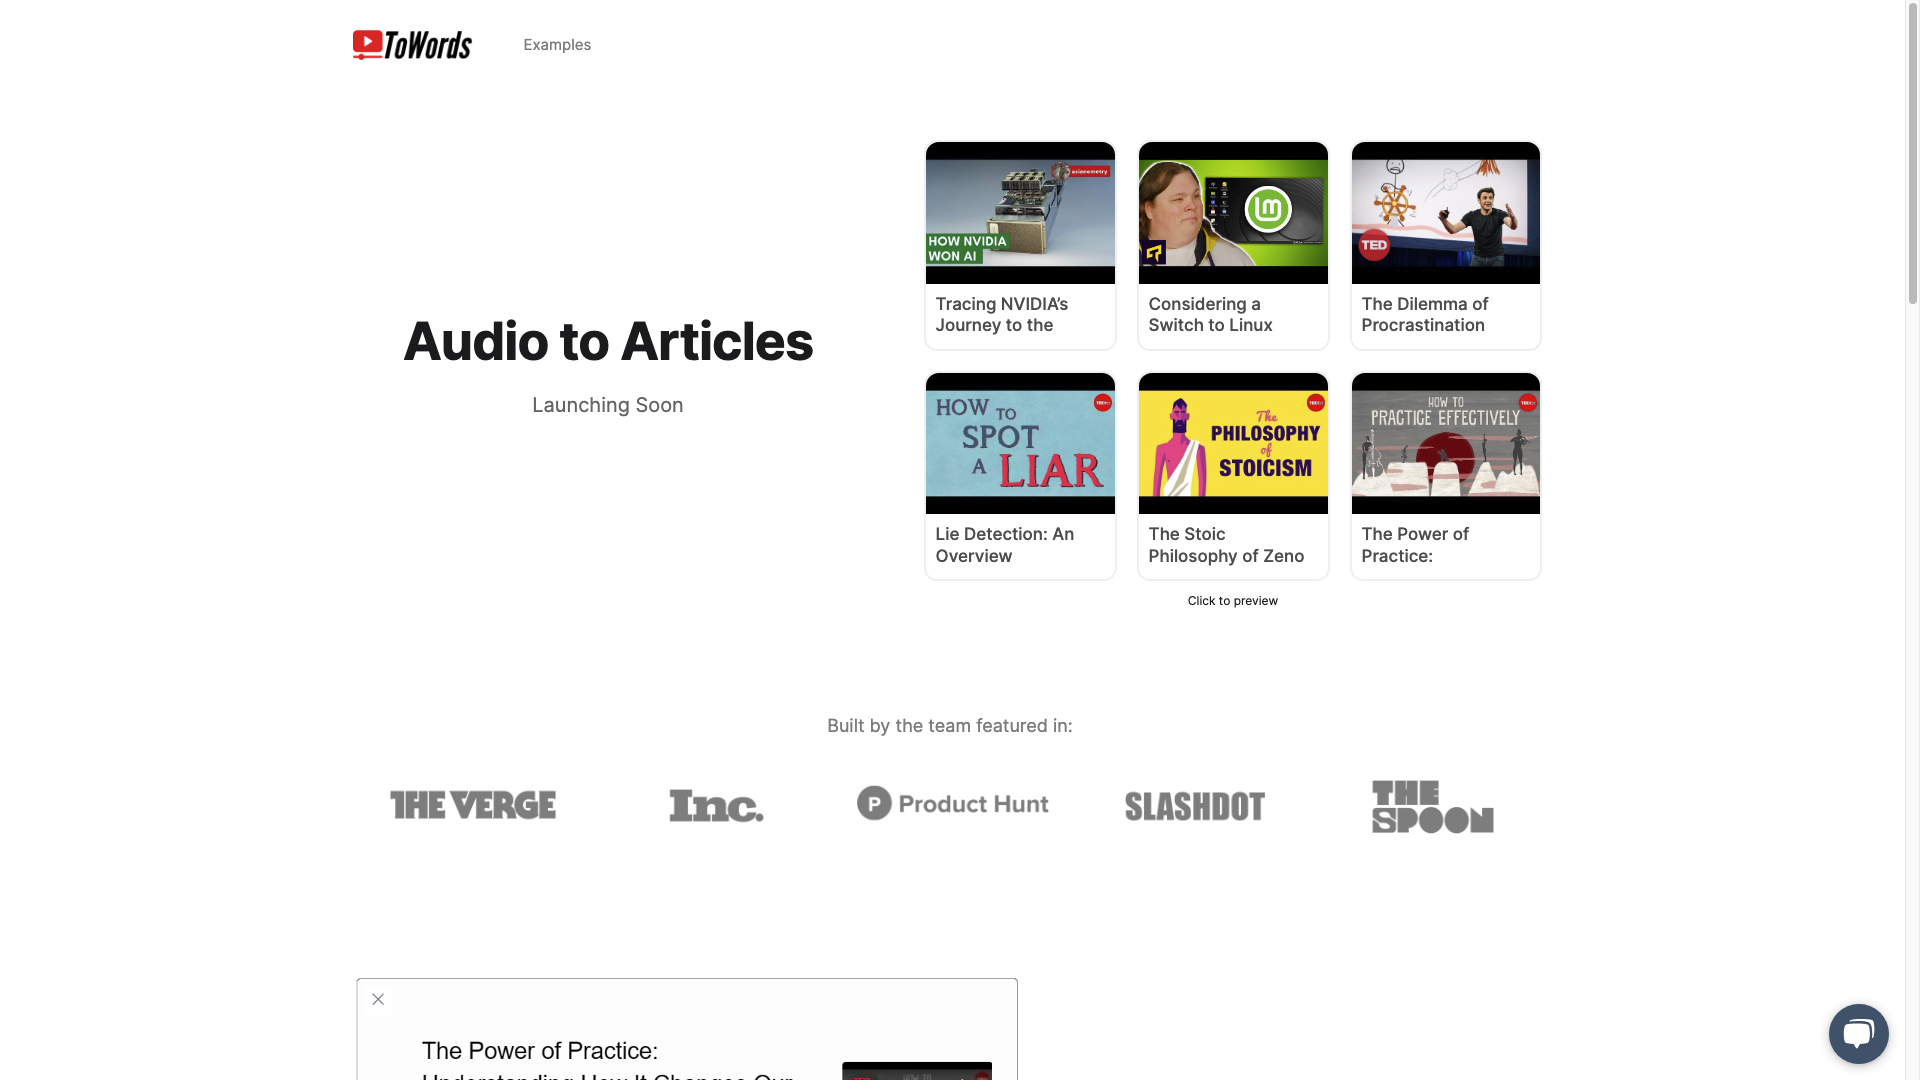 ToWords
Examples
Audio to Articles
Launching Soon
asianometry
HOW NVIDIA
WON AI
Tracing NVIDIA’s
Journey to the
Considering a
Switch to Linux
TED
The Dilemma of
Procrastination
HOW TO
SPOT
A LIAR
Lie Detection: An
Overview
The
PHILOSOPHY
of
STOICISM
The Stoic
Philosophy of Zeno
HOW TO
PRACTICE EFFECTIVELY
The Power of
Practice:
Click to preview
Built by the team featured in:
THE VERGE
Inc.
P Product Hunt
SLASHDOT
THE
SPOON
The Power of Practice:
Understanding How It Changes Our